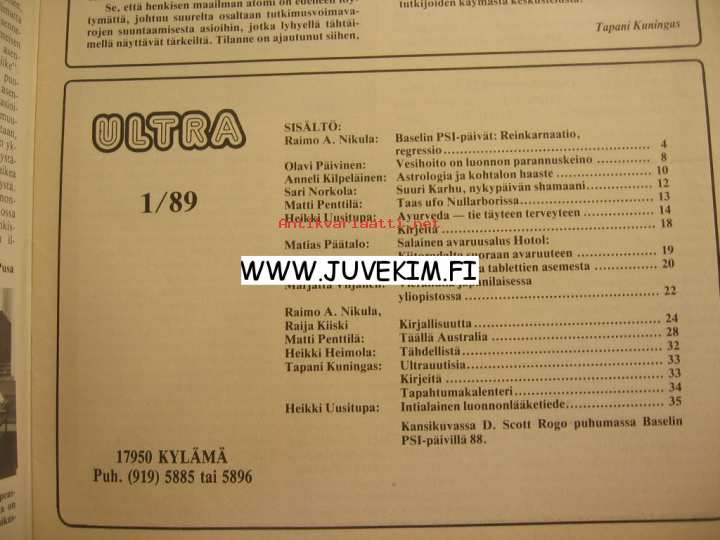 Se, että henkisen maailman atomi on edelleen löy-
tymättä, johtuu suurelta osaltaan tutkimusvoimava-
rojen suuntaamisesta asioihin, jotka lyhyellä tähtäi-
mellä näyttävät tärkeiltä. Tilanne on ajautunut siihen,
tutkijoiden käymästä keskustelusta.
Tapani Kuningas
ULTRA
1/89
SISÄLTÖ:
Raimo A. Nikula: Baselin PSI-päivät: Reinkarnaatio,
regressio 4
Olavi Päivinen: Vesihoito on luonnon parannuskeino 8
Anneli Kilpeläinen: Astrologia ja kohtalon haaste 10
Sari Norkola: Suuri Karhu, nykypäivän shamaani 12
Matti Penttilä: Taas ufo Nullarborissa 13
Heikki Uusitupa: Ayurveda — tie täyteen terveyteen 14
Antikvariaatti.net
Kirjeitä 18
Matias Päätalo: Salainen avaruusalus Hotol:
Kiitoradalta suoraan avaruuteen 19
WWW.JUVEKIM.FI
tablettien asemesta 20
Marjatta Viljanen: japanilaisessa
yliopistossa 22
Raimo A. Nikula,
Raija Kiiski Kirjallisuutta 24
Matti Penttilä: Täällä Australia 28
Heikki Heimola: Tähdellistä 32
Tapani Kuningas: Ultrauutisia 33
Kirjeitä 33
Tapahtumakalenteri 34
Heikki Uusitupa: Intialainen luonnonlääketiede 35
Kansikuvassa D. Scott Rogo puhumassa Baselin
PSI-päivillä 88.
17950 KYLÄMÄ
Puh. (919) 5885 tai 5896